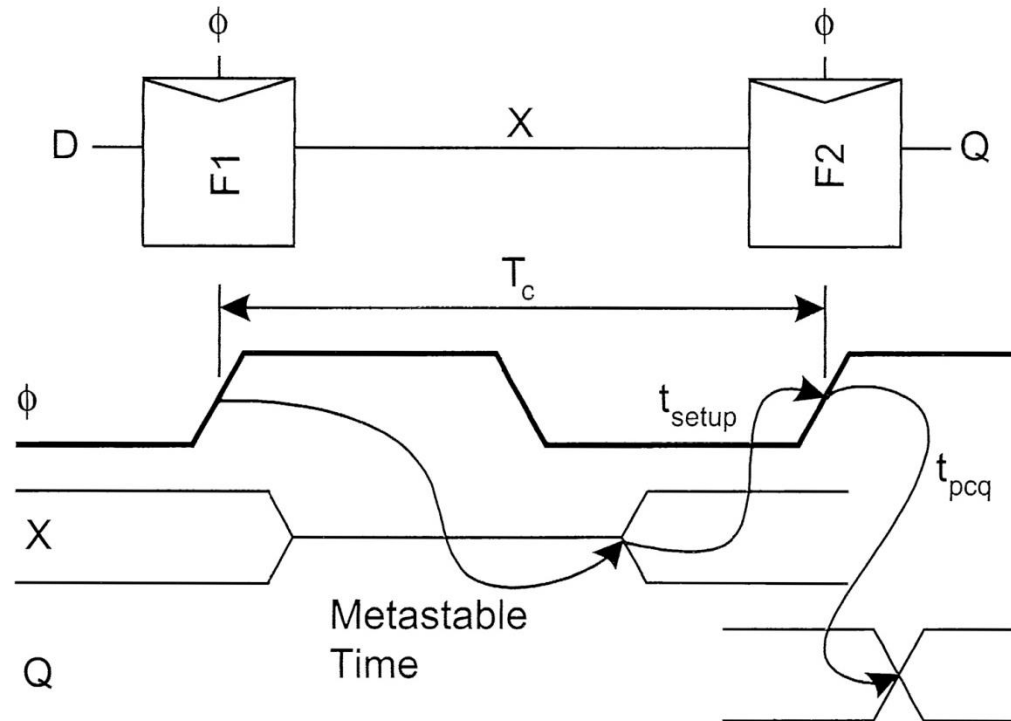 ϕ ϕ
D F1 X F2 Q
T_c
ϕ t_setup
t_pcq
X
Metastable
Time
Q